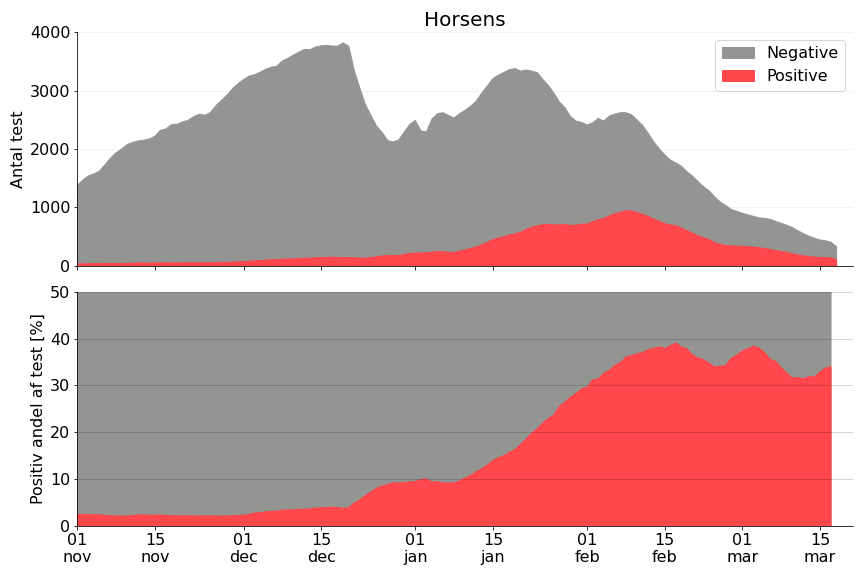 Horsens
4000
3000
2000
1000
0
Antal test
Negative
Positive
50
40
30
20
10
0
Positiv andel af test [%]
01 nov
15 nov
01 dec
15 dec
01 jan
15 jan
01 feb
15 feb
01 mar
15 mar